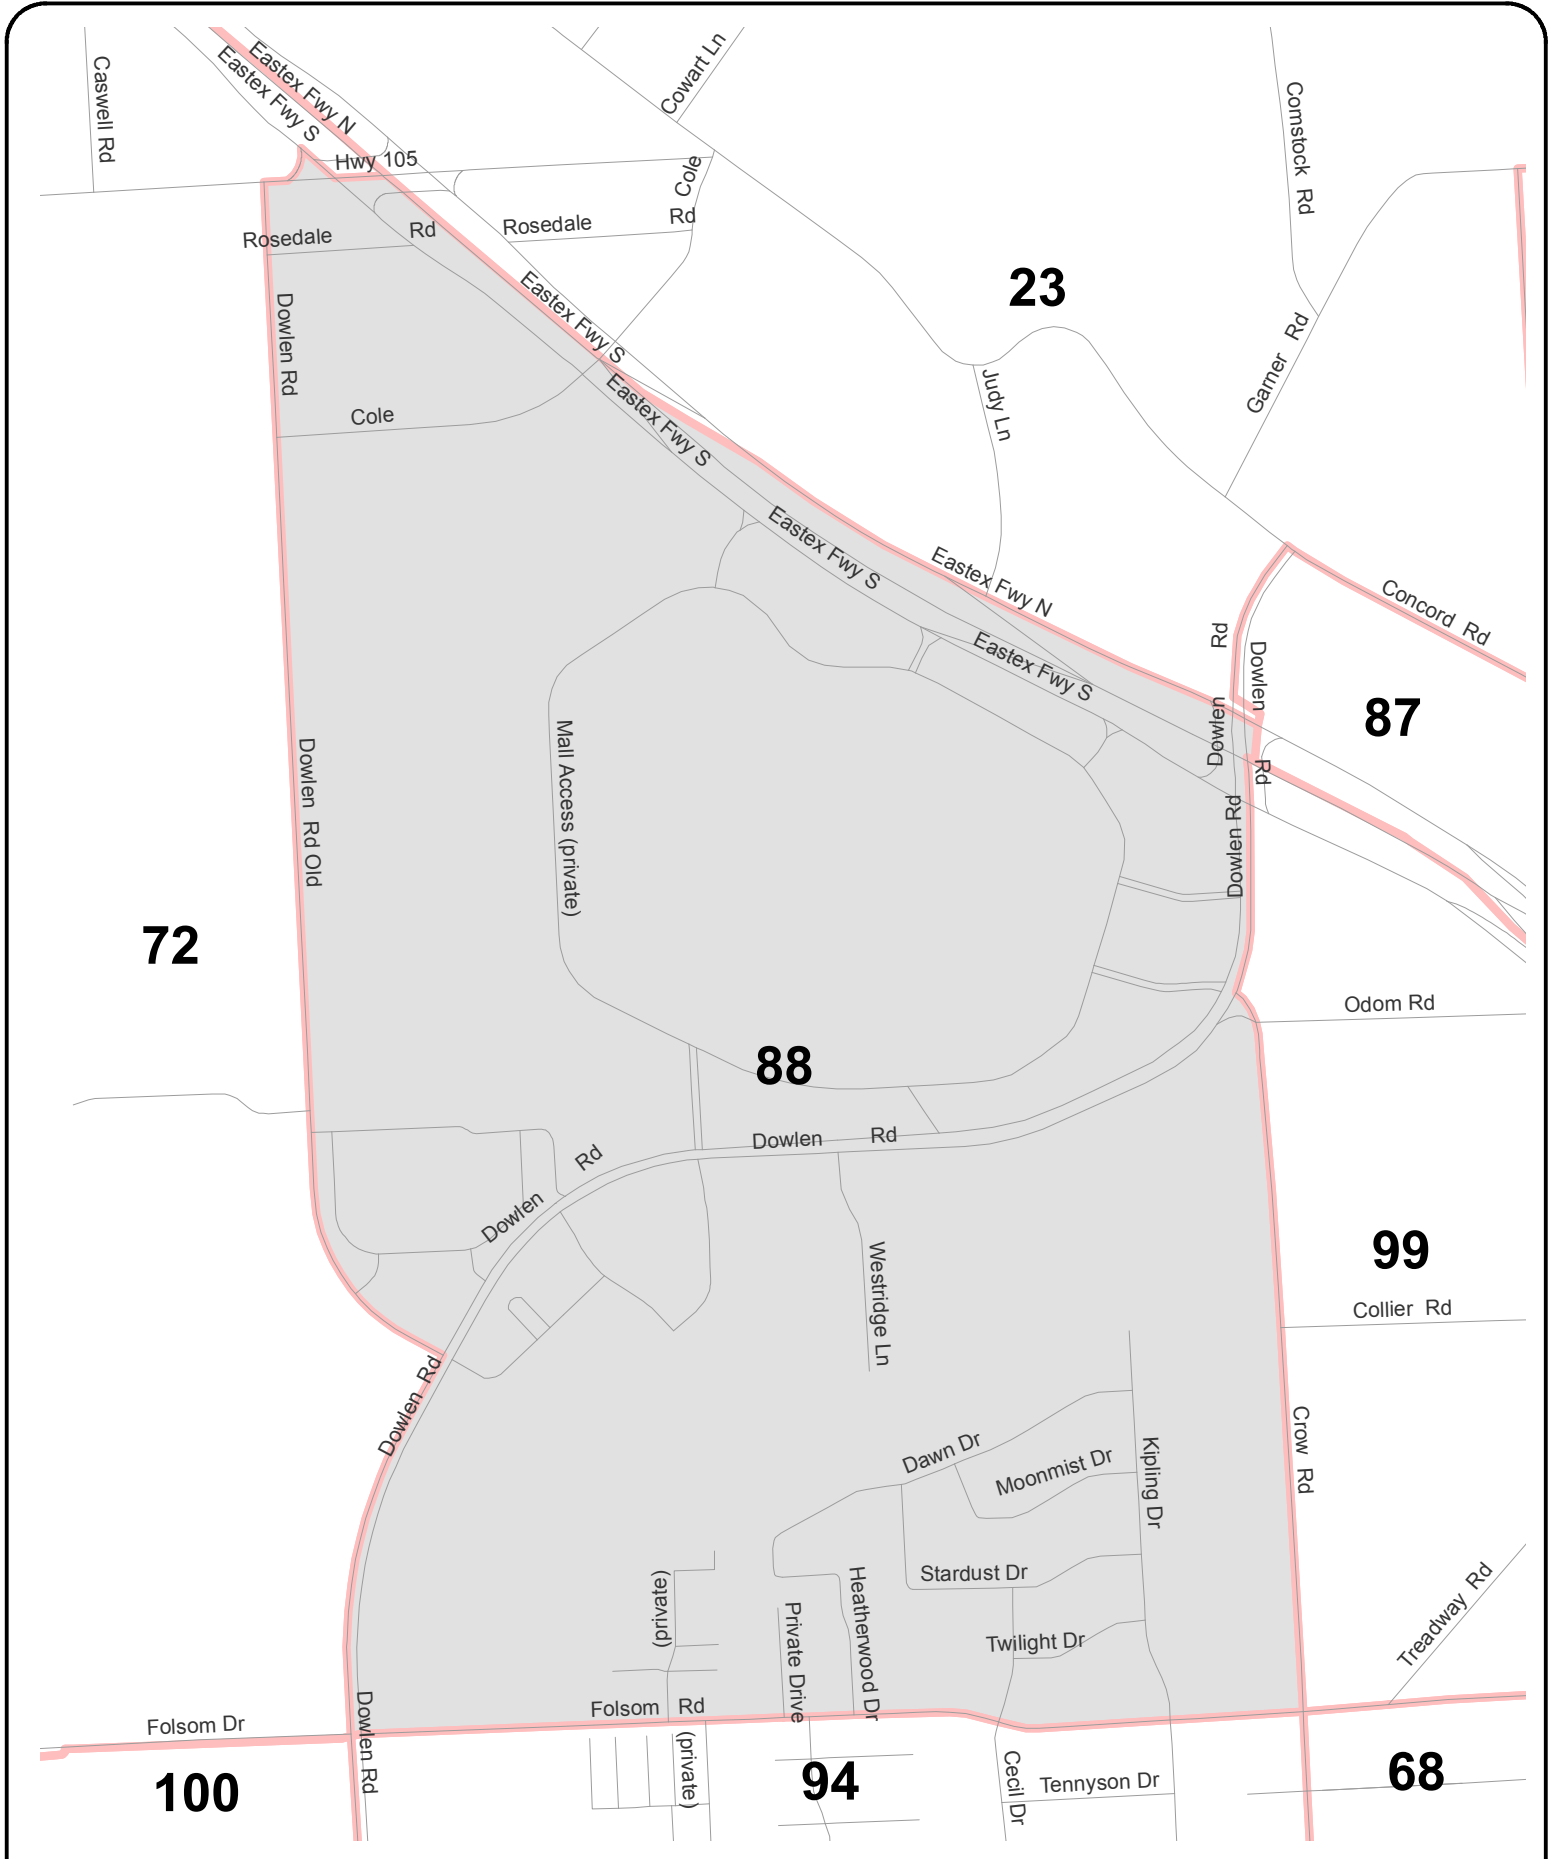 Caswell Rd
Eastex Fwy N
Eastex Fwy S
Hwy 105
Cowart Ln
Cole
Rosedale Rd
Rosedale Rd
Comstock Rd
23
Garner Rd
Dowlen Rd
Eastex Fwy S
Eastex Fwy S
Cole
Judy Ln
Eastex Fwy S
Eastex Fwy N
Eastex Fwy S
Concord Rd
Rd
Dowlen
Dowlen
Rd
87
Dowlen Rd
Mall Access (private)
Dowlen Rd Old
72
Odom Rd
88
Dowlen Rd
Dowlen Rd
Westridge Ln
99
Collier Rd
Dowlen Rd
Crow Rd
Dawn Dr
Moonmist Dr
Kipling Dr
Stardust Dr
Heatherwood Dr
(private)
Private Drive
Twilight Dr
Treadway Rd
Folsom Rd
Folsom Dr
Dowlen Rd
(private)
100
94
Cecil Dr
Tennyson Dr
68